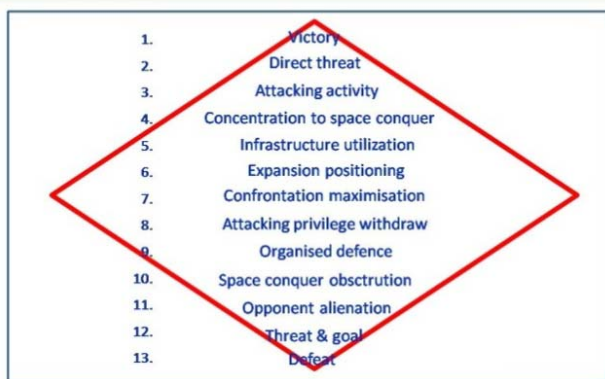 1. Victory
2. Direct threat
3. Attacking activity
4. Concentration to space conquer
5. Infrastructure utilization
6. Expansion positioning
7. Confrontation maximisation
8. Attacking privilege withdraw
9. Organised defence
10. Space conquer obsctrution
11. Opponent alienation
12. Threat & goal
13. Defeat